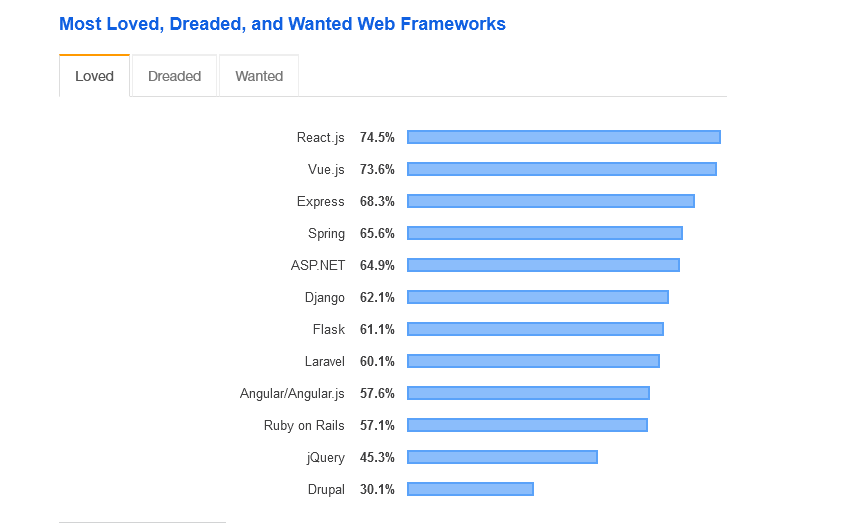 Most Loved, Dreaded, and Wanted Web Frameworks
Loved Dreaded Wanted
React.js 74.5%
Vue.js 73.6%
Express 68.3%
Spring 65.6%
ASP.NET 64.9%
Django 62.1%
Flask 61.1%
Laravel 60.1%
Angular/Angular.js 57.6%
Ruby on Rails 57.1%
jQuery 45.3%
Drupal 30.1%